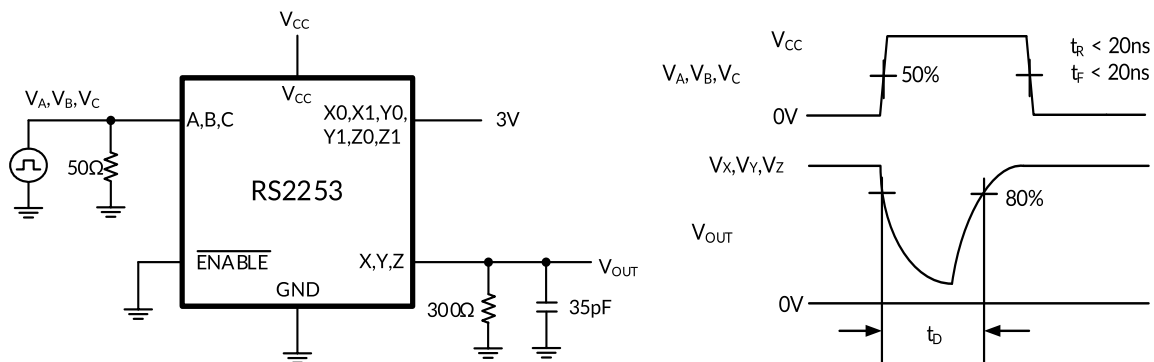 V_CC
V_A,V_B,V_C
50Ω
V_CC
A,B,C
X0,X1,Y0,
Y1,Z0,Z1
3V
RS2253
ENABLE
X,Y,Z
GND
V_OUT
300Ω
35pF
V_CC
V_A,V_B,V_C
50%
0V
t_R < 20ns
t_F < 20ns
V_X,V_Y,V_Z
80%
V_OUT
0V
t_D